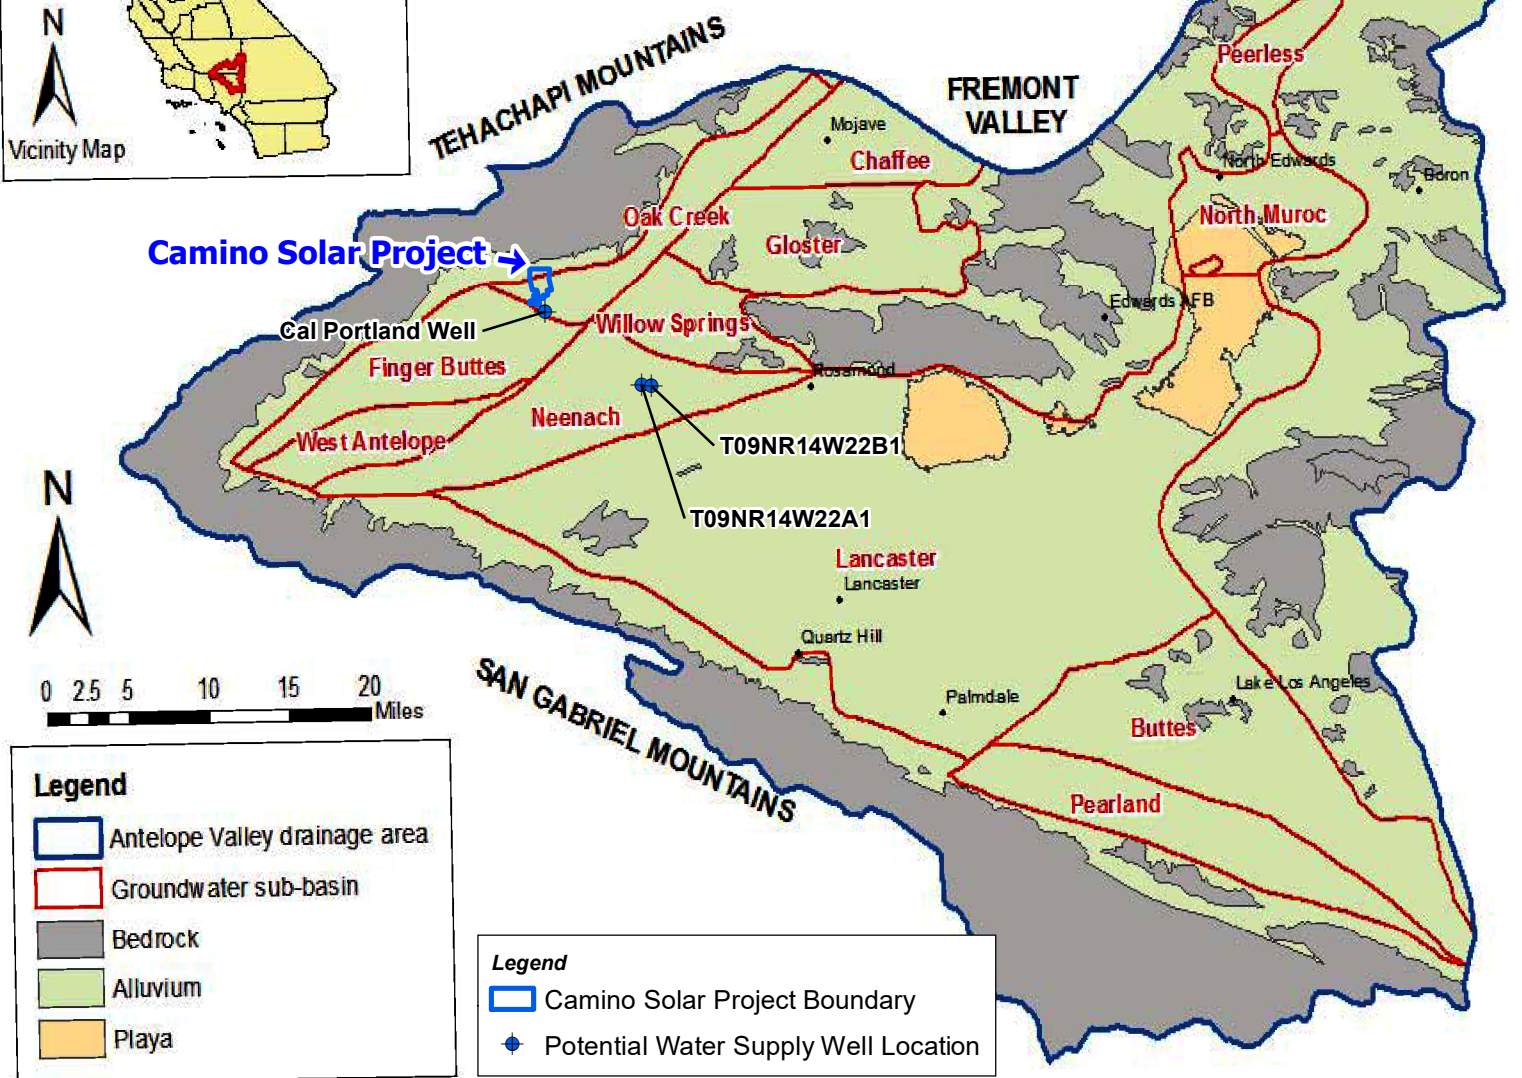 N
Vicinity Map
TEHACHAPI MOUNTAINS
FREMONT
VALLEY
Peerless
Mojave
Chaffee
North Edwards
Boron
Oak Creek
North Muroc
Gloster
Camino Solar Project
Edwards AFB
Cal Portland Well
Willow Springs
Finger Buttes
Rosamond
Neenach
West Antelope
T09NR14W22B1
N
T09NR14W22A1
Lancaster
Lancaster
Quartz Hill
SAN GABRIEL MOUNTAINS
Lake Los Angeles
Palmdale
Buttes
0 2.5 5 10 15 20
Miles
Pearland
Legend
Antelope Valley drainage area
Groundwater sub-basin
Bedrock
Alluvium
Playa
Legend
Camino Solar Project Boundary
Potential Water Supply Well Location